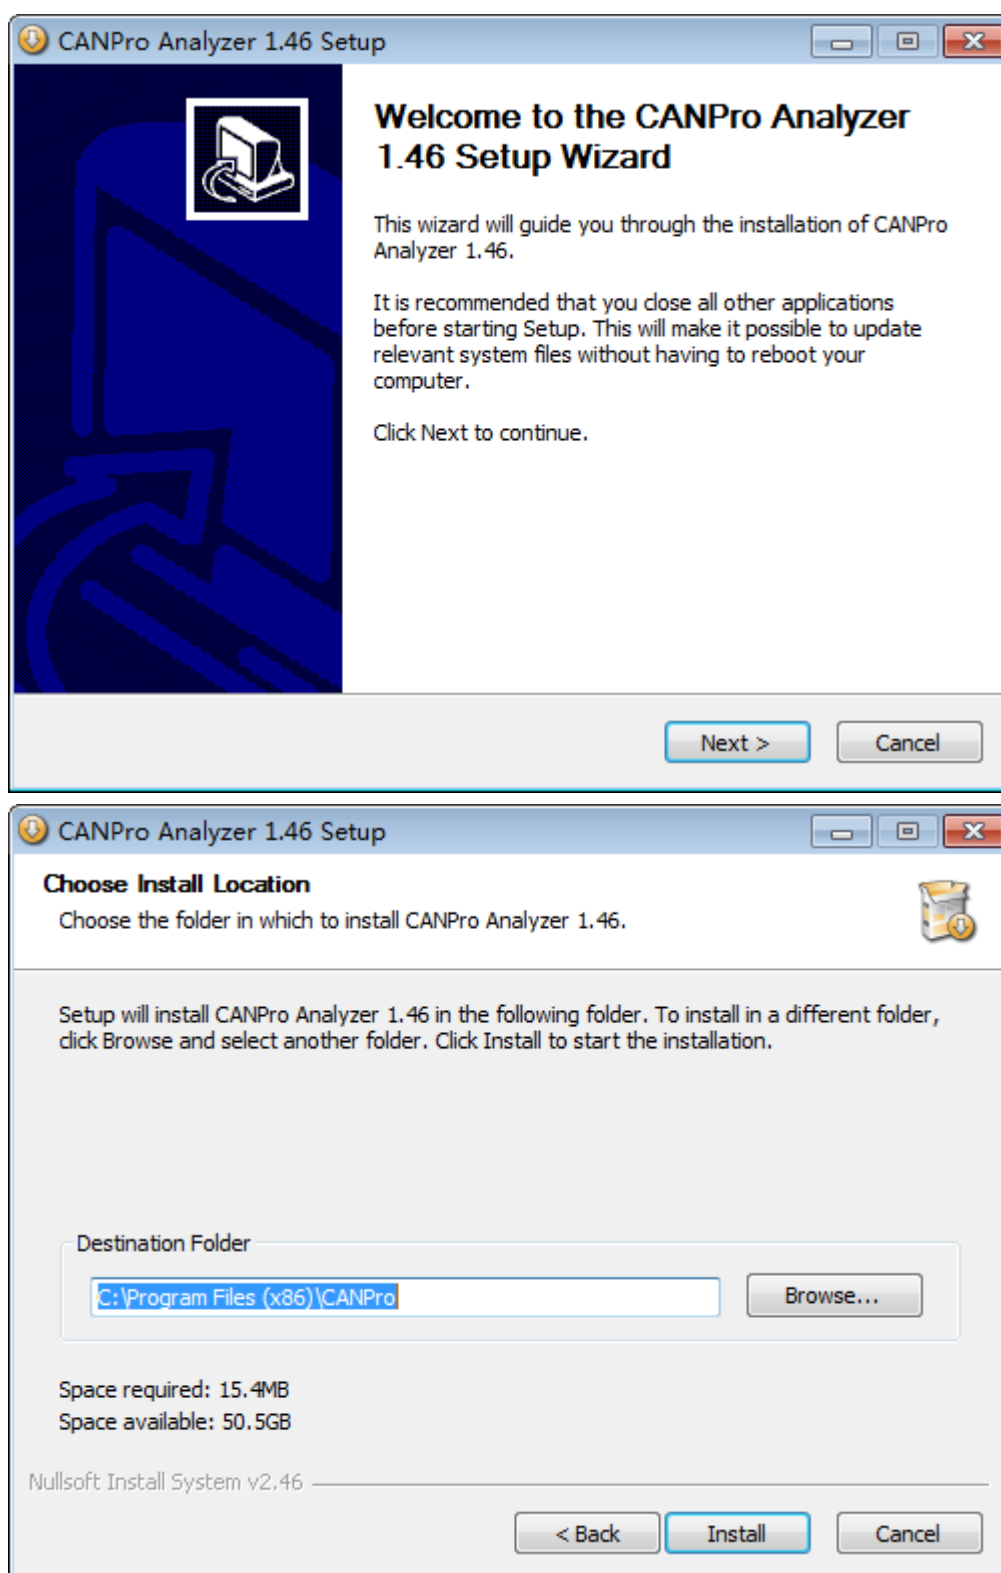 CANPro Analyzer 1.46 Setup
Welcome to the CANPro Analyzer
1.46 Setup Wizard
This wizard will guide you through the installation of CANPro
Analyzer 1.46.
It is recommended that you close all other applications
before starting Setup. This will make it possible to update
relevant system files without having to reboot your
computer.
Click Next to continue.
Next >
Cancel
CANPro Analyzer 1.46 Setup
Choose Install Location
Choose the folder in which to install CANPro Analyzer 1.46.
Setup will install CANPro Analyzer 1.46 in the following folder. To install in a different folder,
click Browse and select another folder. Click Install to start the installation.
Destination Folder
C:\Program Files (x86)\CANPro
Browse...
Space required: 15.4MB
Space available: 50.5GB
Nullsoft Install System v2.46
< Back
Install
Cancel